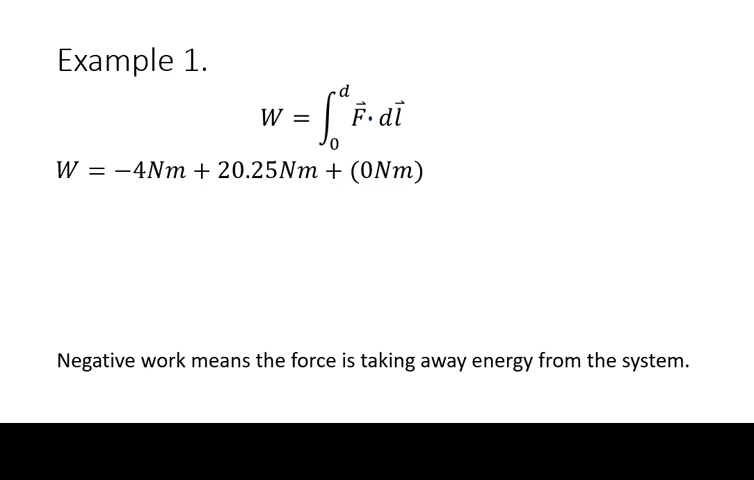 Example 1.
W = ∫₀ᵈ F⃗ · dl⃗
W = −4Nm + 20.25Nm + (0Nm)
Negative work means the force is taking away energy from the system.